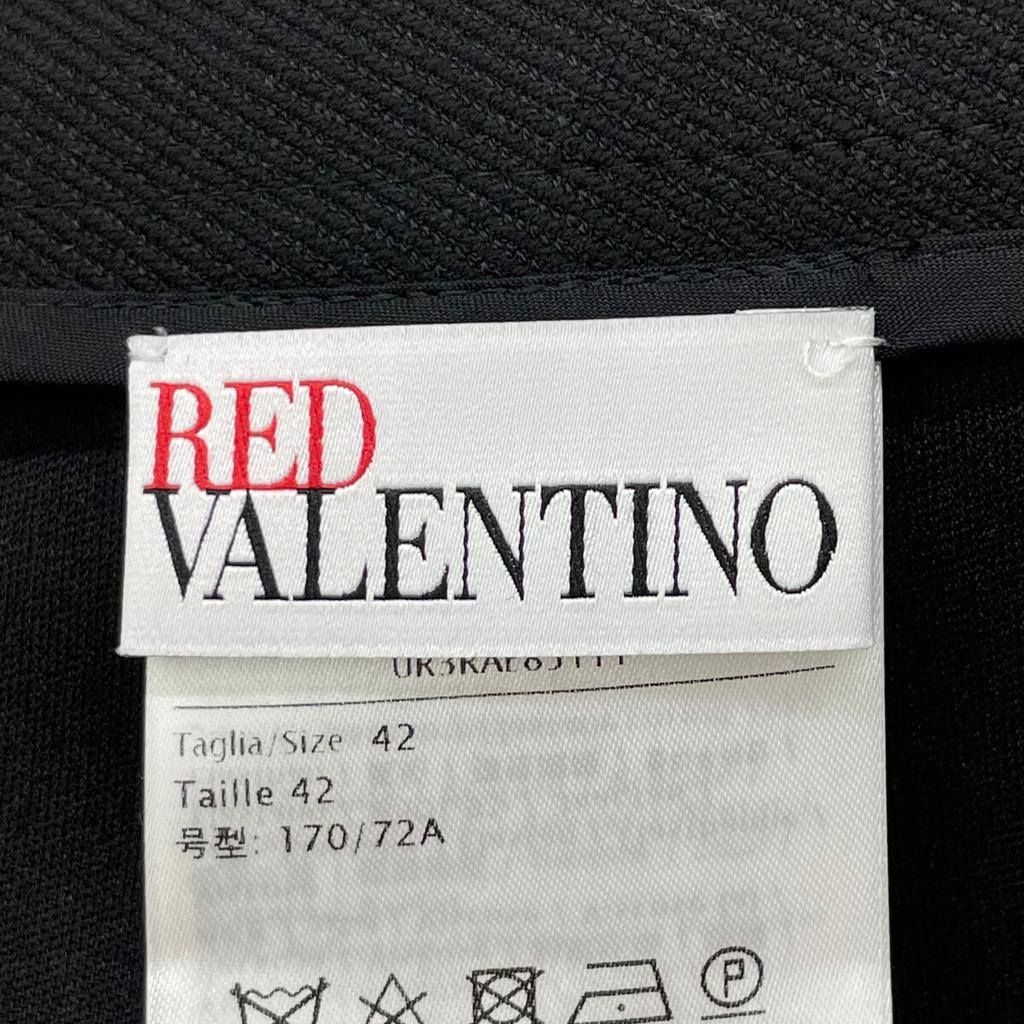 RED
VALENTINO
Taglia/Size 42
Taille 42
号型: 170/72A
P